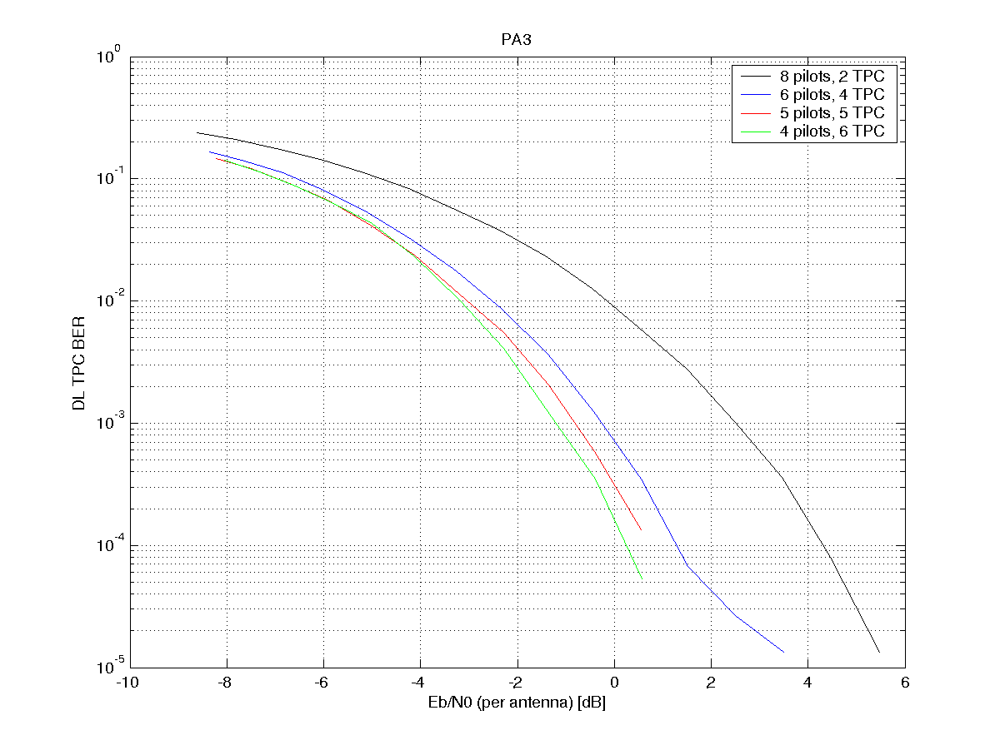 PA3
10^0
10^-1
10^-2
10^-3
10^-4
10^-5
DL TPC BER
8 pilots, 2 TPC
6 pilots, 4 TPC
5 pilots, 5 TPC
4 pilots, 6 TPC
-10 -8 -6 -4 -2 0 2 4 6
Eb/N0 (per antenna) [dB]